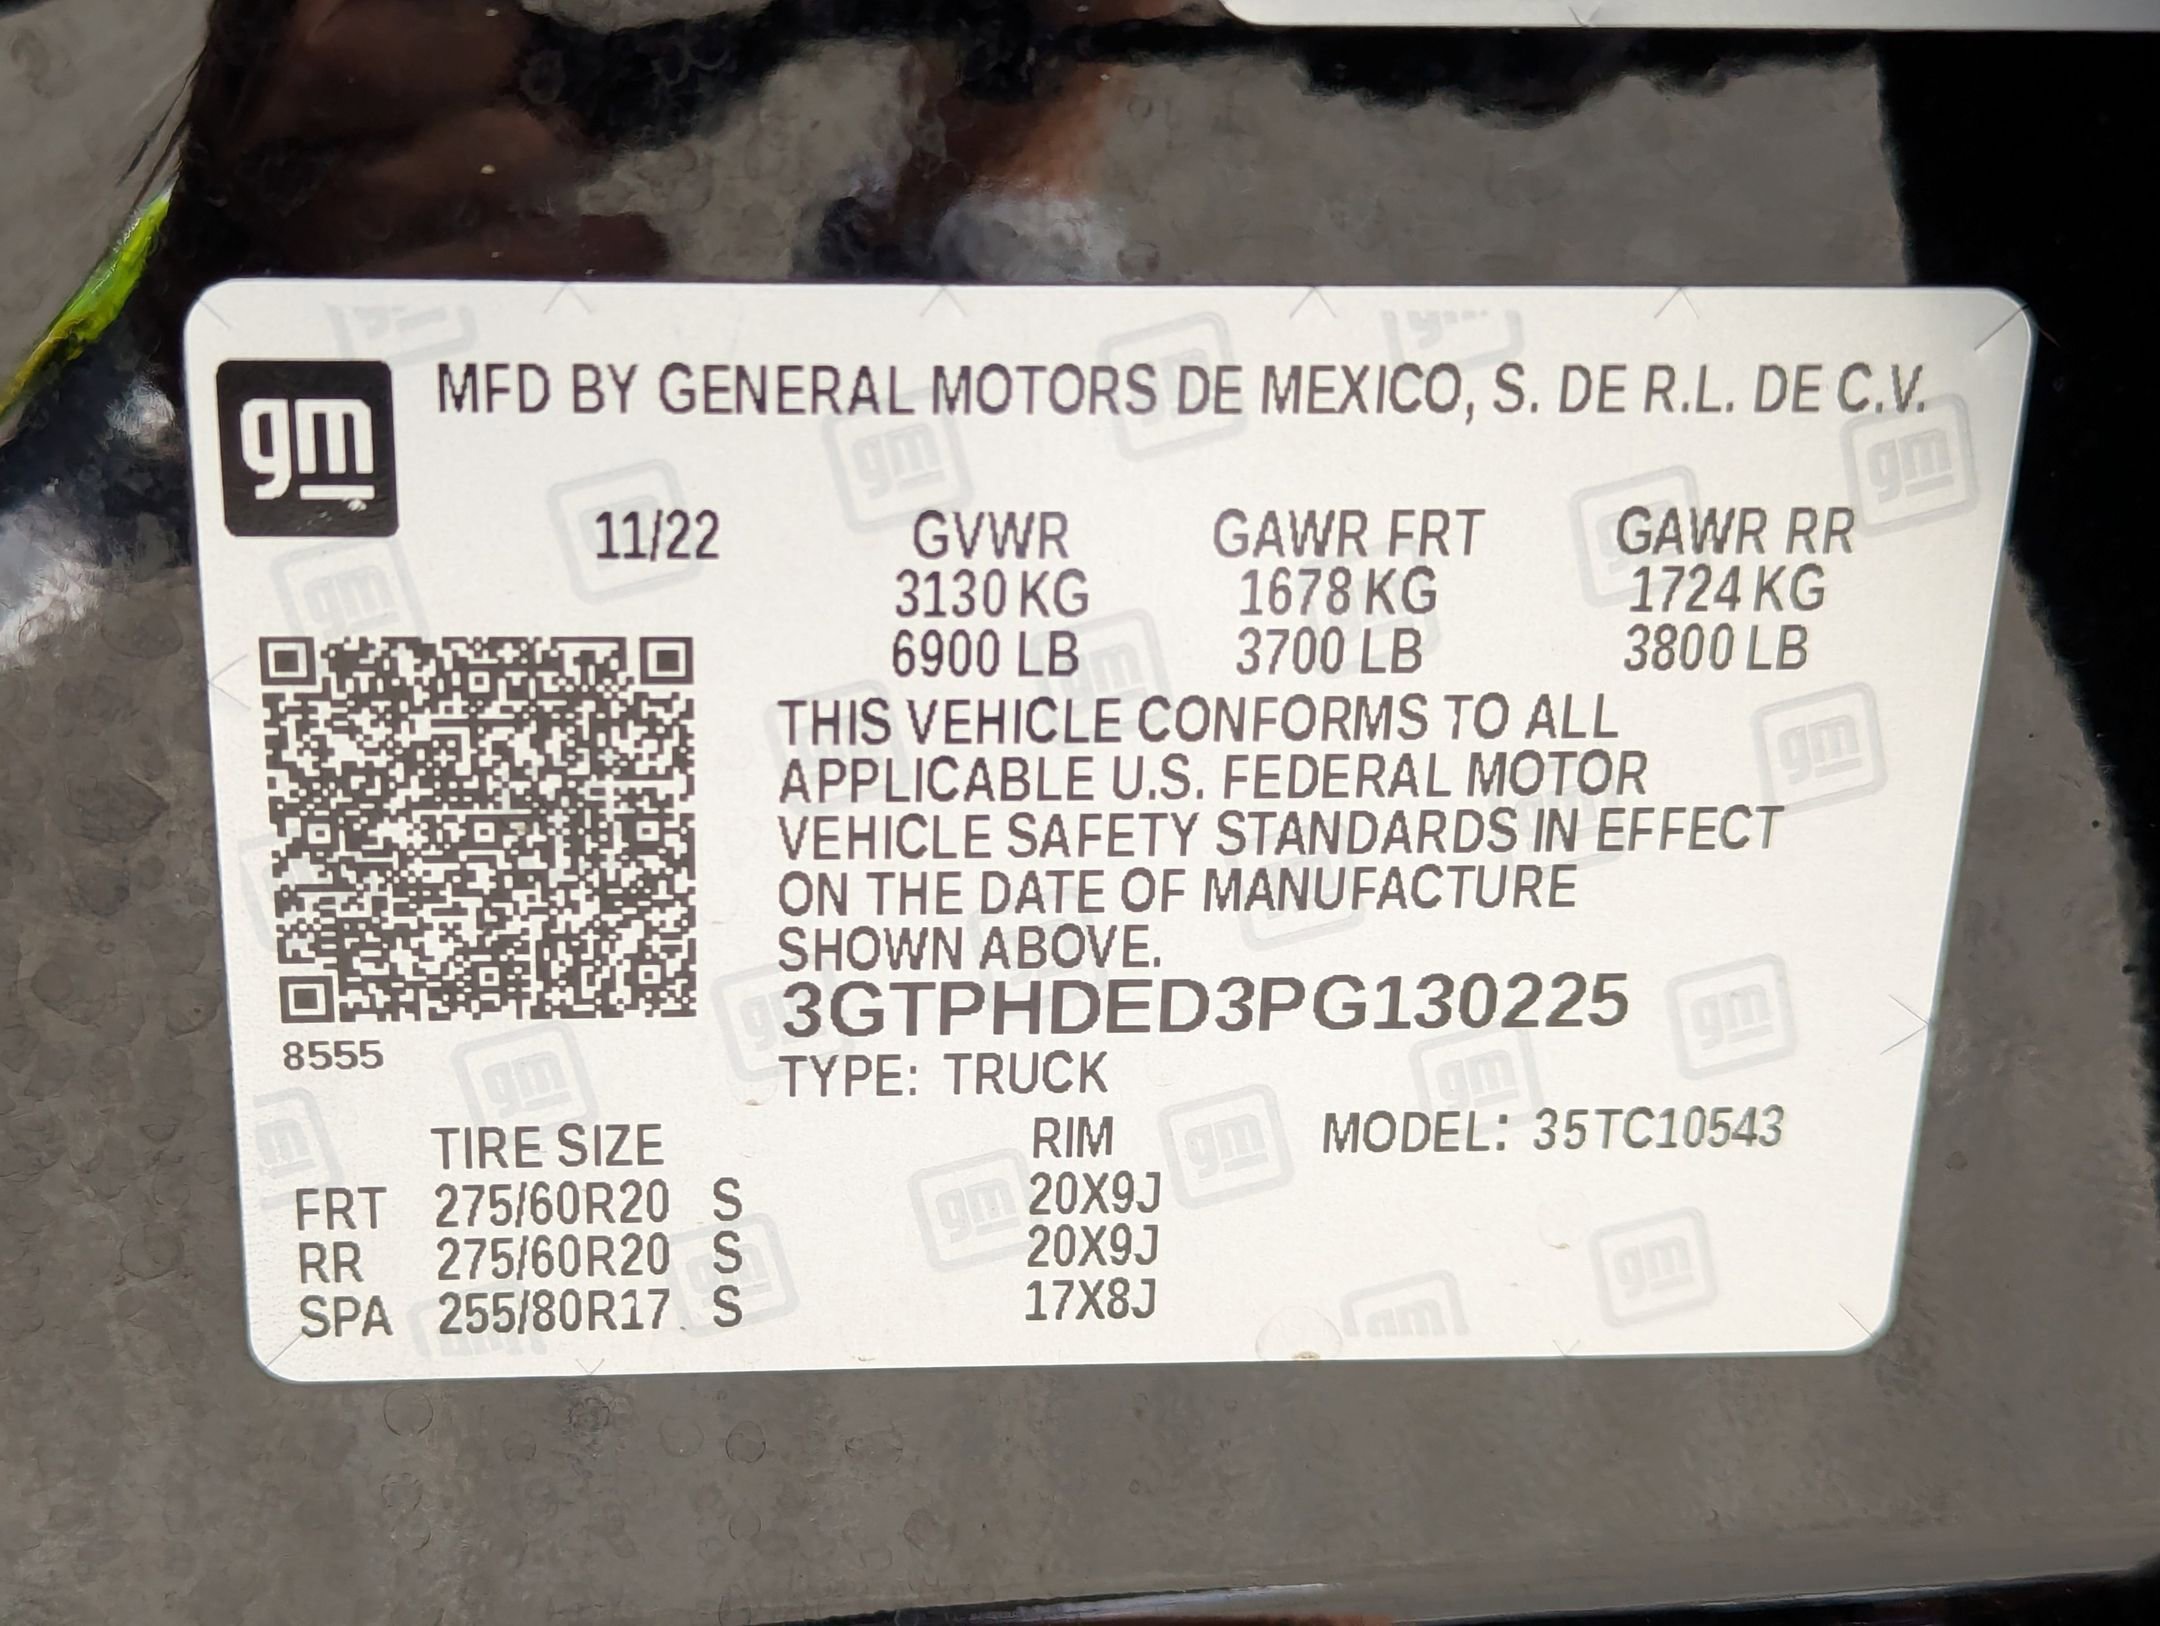 gm MFD BY GENERAL MOTORS DE MEXICO, S. DE R.L. DE C.V.
11/22 GVWR GAWR FRT GAWR RR
3130 KG 1678 KG 1724 KG
6900 LB 3700 LB 3800 LB
THIS VEHICLE CONFORMS TO ALL
APPLICABLE U.S. FEDERAL MOTOR
VEHICLE SAFETY STANDARDS IN EFFECT
ON THE DATE OF MANUFACTURE
SHOWN ABOVE.
3GTPHDED3PG130225
8555
TYPE: TRUCK
TIRE SIZE RIM MODEL: 35TC10543
FRT 275/60R20 S 20X9J
RR 275/60R20 S 20X9J
SPA 255/80R17 S 17X8J